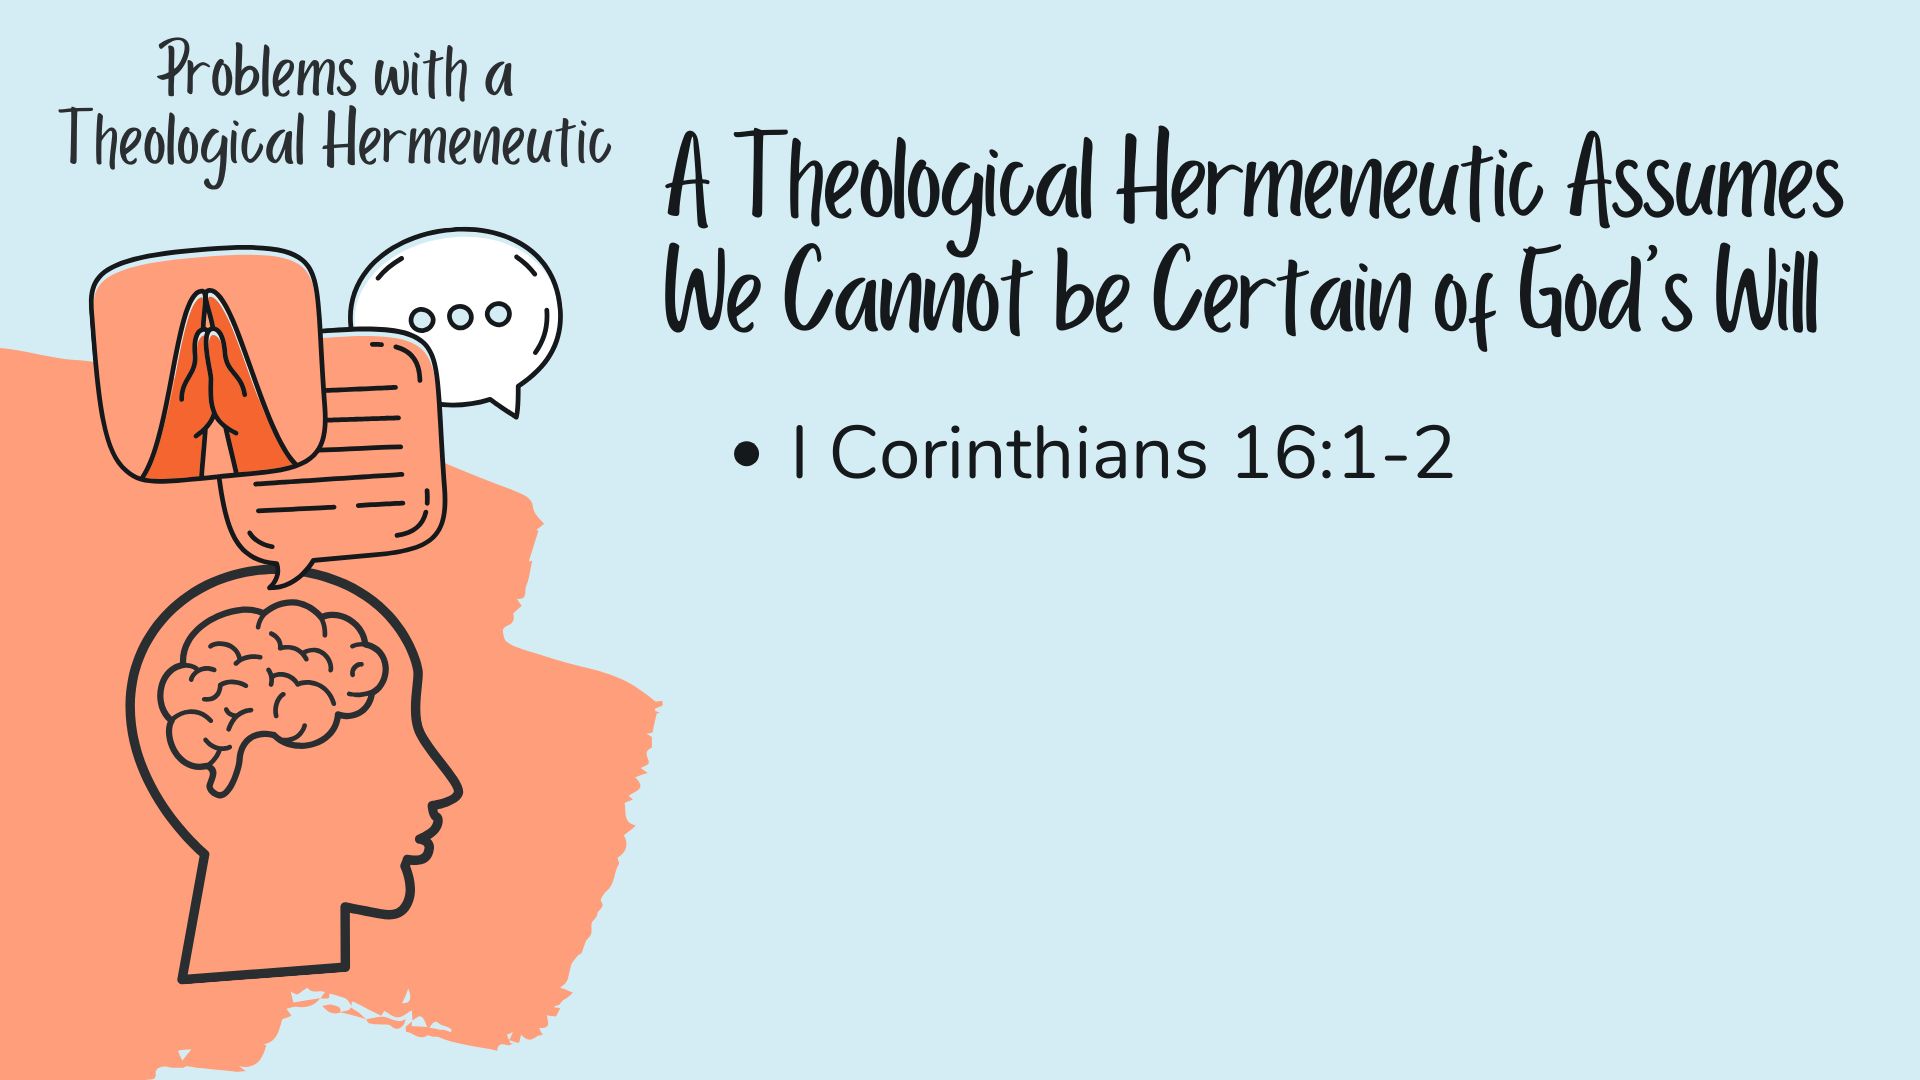 Problems with a
Theological Hermeneutic
A Theological Hermeneutic Assumes
We Cannot be Certain of God's Will
• I Corinthians 16:1-2